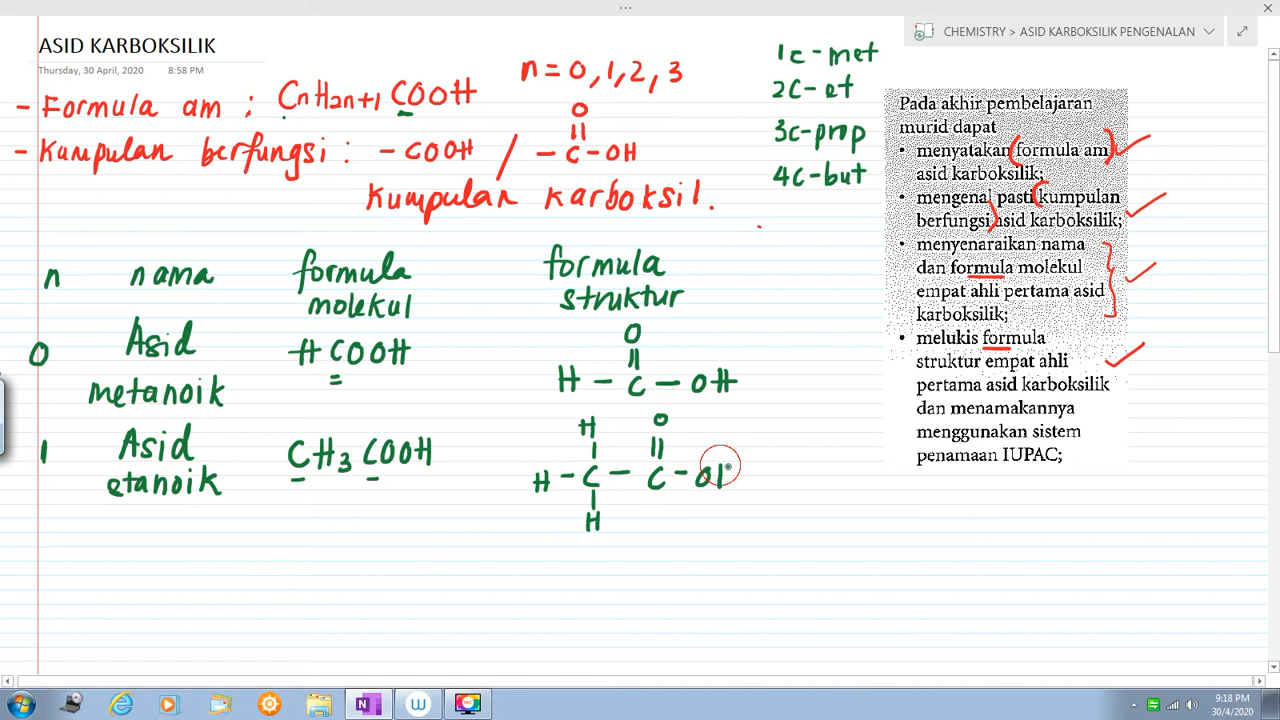 ASID KARBOKSILIK
Thursday, 30 April, 2020 8:58 PM
CHEMISTRY > ASID KARBOKSILIK PENGENALAN
- Formula am : CnH2n+1 COOH n = 0, 1, 2, 3
- Kumpulan berfungsi : - COOH /
O
- C - OH
Kumpulan karboksil.
1c - met
2C - et
3c-prop
4C-but
Pada akhir pembelajaran
murid dapat
• menyatakan (formula am)
asid karboksilik;
• mengenal pasti (kumpulan
berfungsi) asid karboksilik;
• menyenaraikan nama
dan formula molekul
empat ahli pertama asid
karboksilik;
• melukis formula
struktur empat ahli
pertama asid karboksilik
dan menamakannya
menggunakan sistem
penamaan IUPAC;
n nama formula molekul formula struktur
0 Asid metanoik HCOOH
O
H - C - OH
1 Asid etanoik CH3 COOH
H O
H - C - C - O
H
9:18 PM
30/4/2020